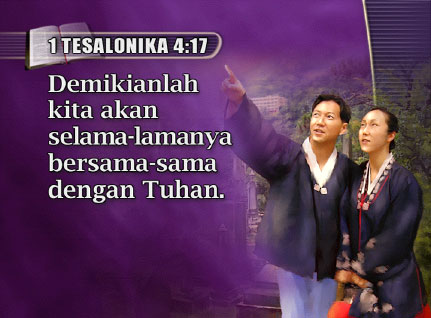 1 TESALONIKA 4:17
Demikianlah
kita akan
selama-lamanya
bersama-sama
dengan Tuhan.